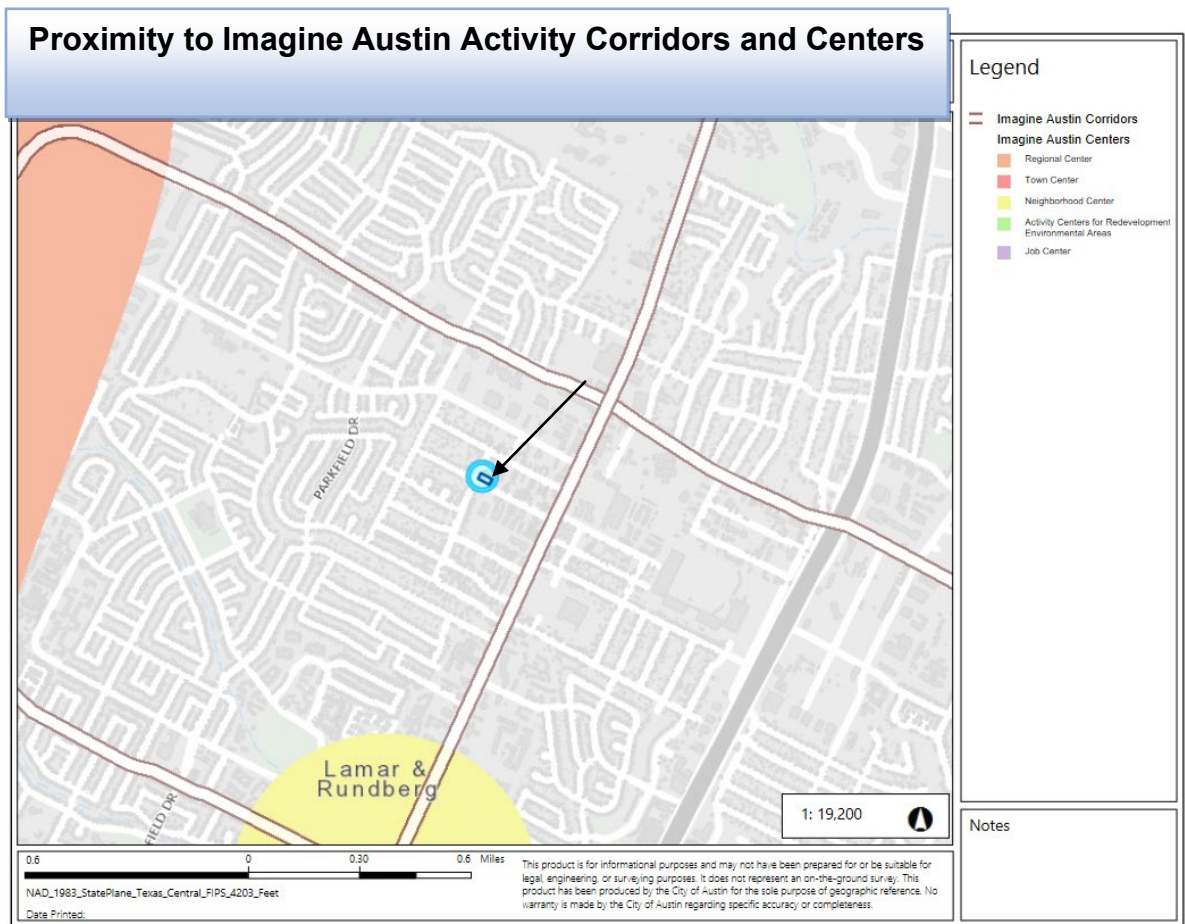 Proximity to Imagine Austin Activity Corridors and Centers
Legend
Imagine Austin Corridors
Imagine Austin Centers
Regional Center
Town Center
Neighborhood Center
Activity Centers for Redevelopment
Environmental Areas
Job Center
PARKFIELD DR
Lamar &
Rundberg
FIELD DR
1: 19,200
Notes
0.6 0 0.30 0.6 Miles
NAD_1983_StatePlane_Texas_Central_FIPS_4203_Feet
Date Printed:
This product is for informational purposes and may not have been prepared for or be suitable for
legal, engineering, or surveying purposes. It does not represent an on-the-ground survey. This
product has been produced by the City of Austin for the sole purpose of geographic reference. No
warranty is made by the City of Austin regarding specific accuracy or completeness.